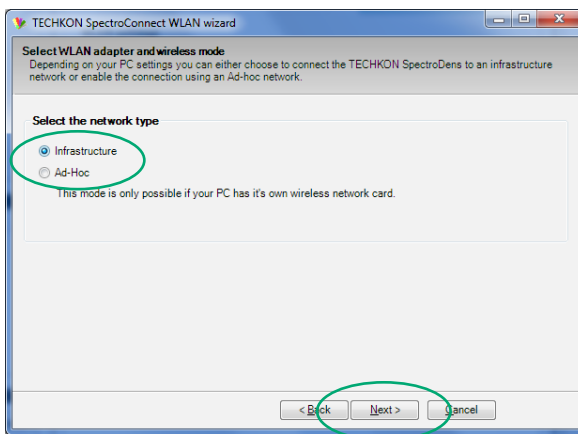 TECHKON SpectroConnect WLAN wizard
Select WLAN adapter and wireless mode
Depending on your PC settings you can either choose to connect the TECHKON SpectroDens to an infrastructure
network or enable the connection using an Ad-hoc network.
Select the network type
Infrastructure
Ad-Hoc
This mode is only possible if your PC has it's own wireless network card.
< Back Next > Cancel